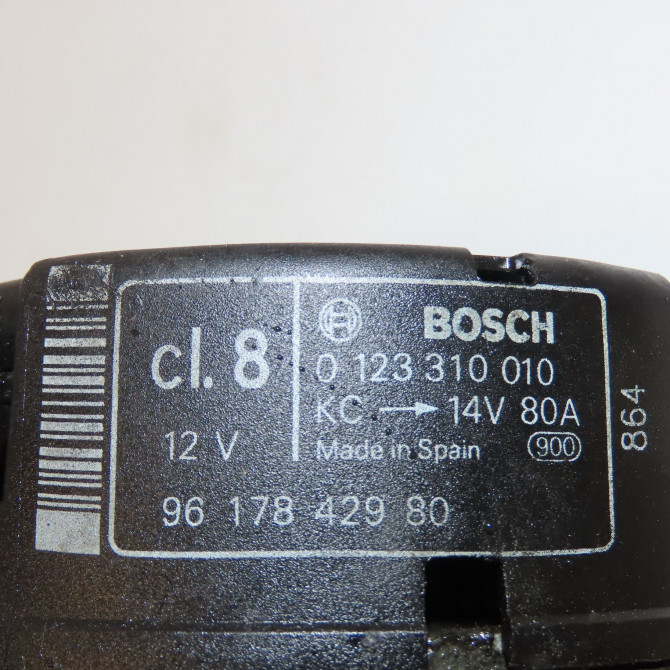 cl. 8
12 V
BOSCH
0 123 310 010
KC → 14V 80A
Made in Spain 900
96 178 429 80
864